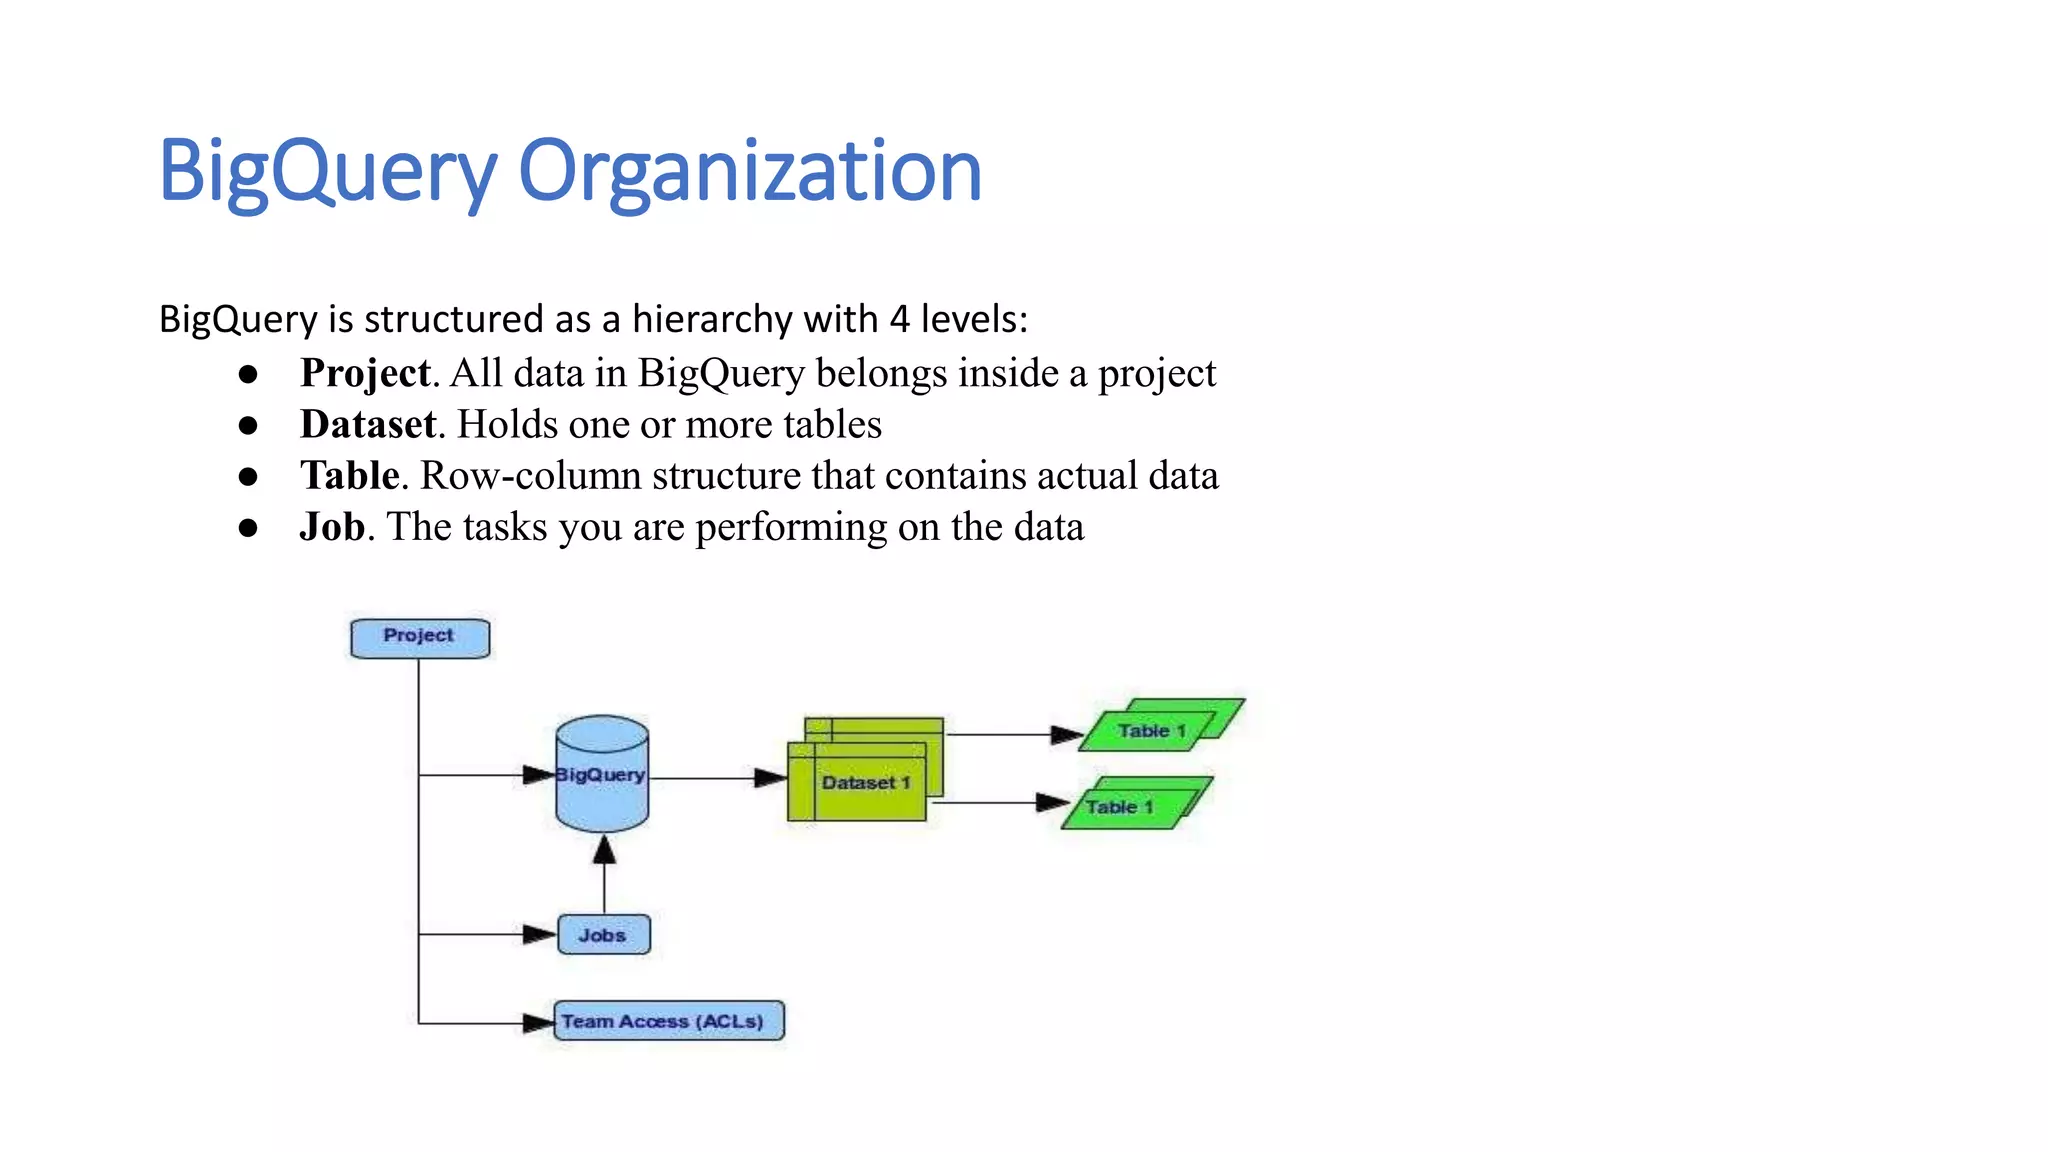 BigQuery Organization
BigQuery is structured as a hierarchy with 4 levels:
● Project. All data in BigQuery belongs inside a project
● Dataset. Holds one or more tables
● Table. Row-column structure that contains actual data
● Job. The tasks you are performing on the data
Project
Table 1
BigQuery
Dataset 1
Table 1
Jobs
Team Access (ACLs)